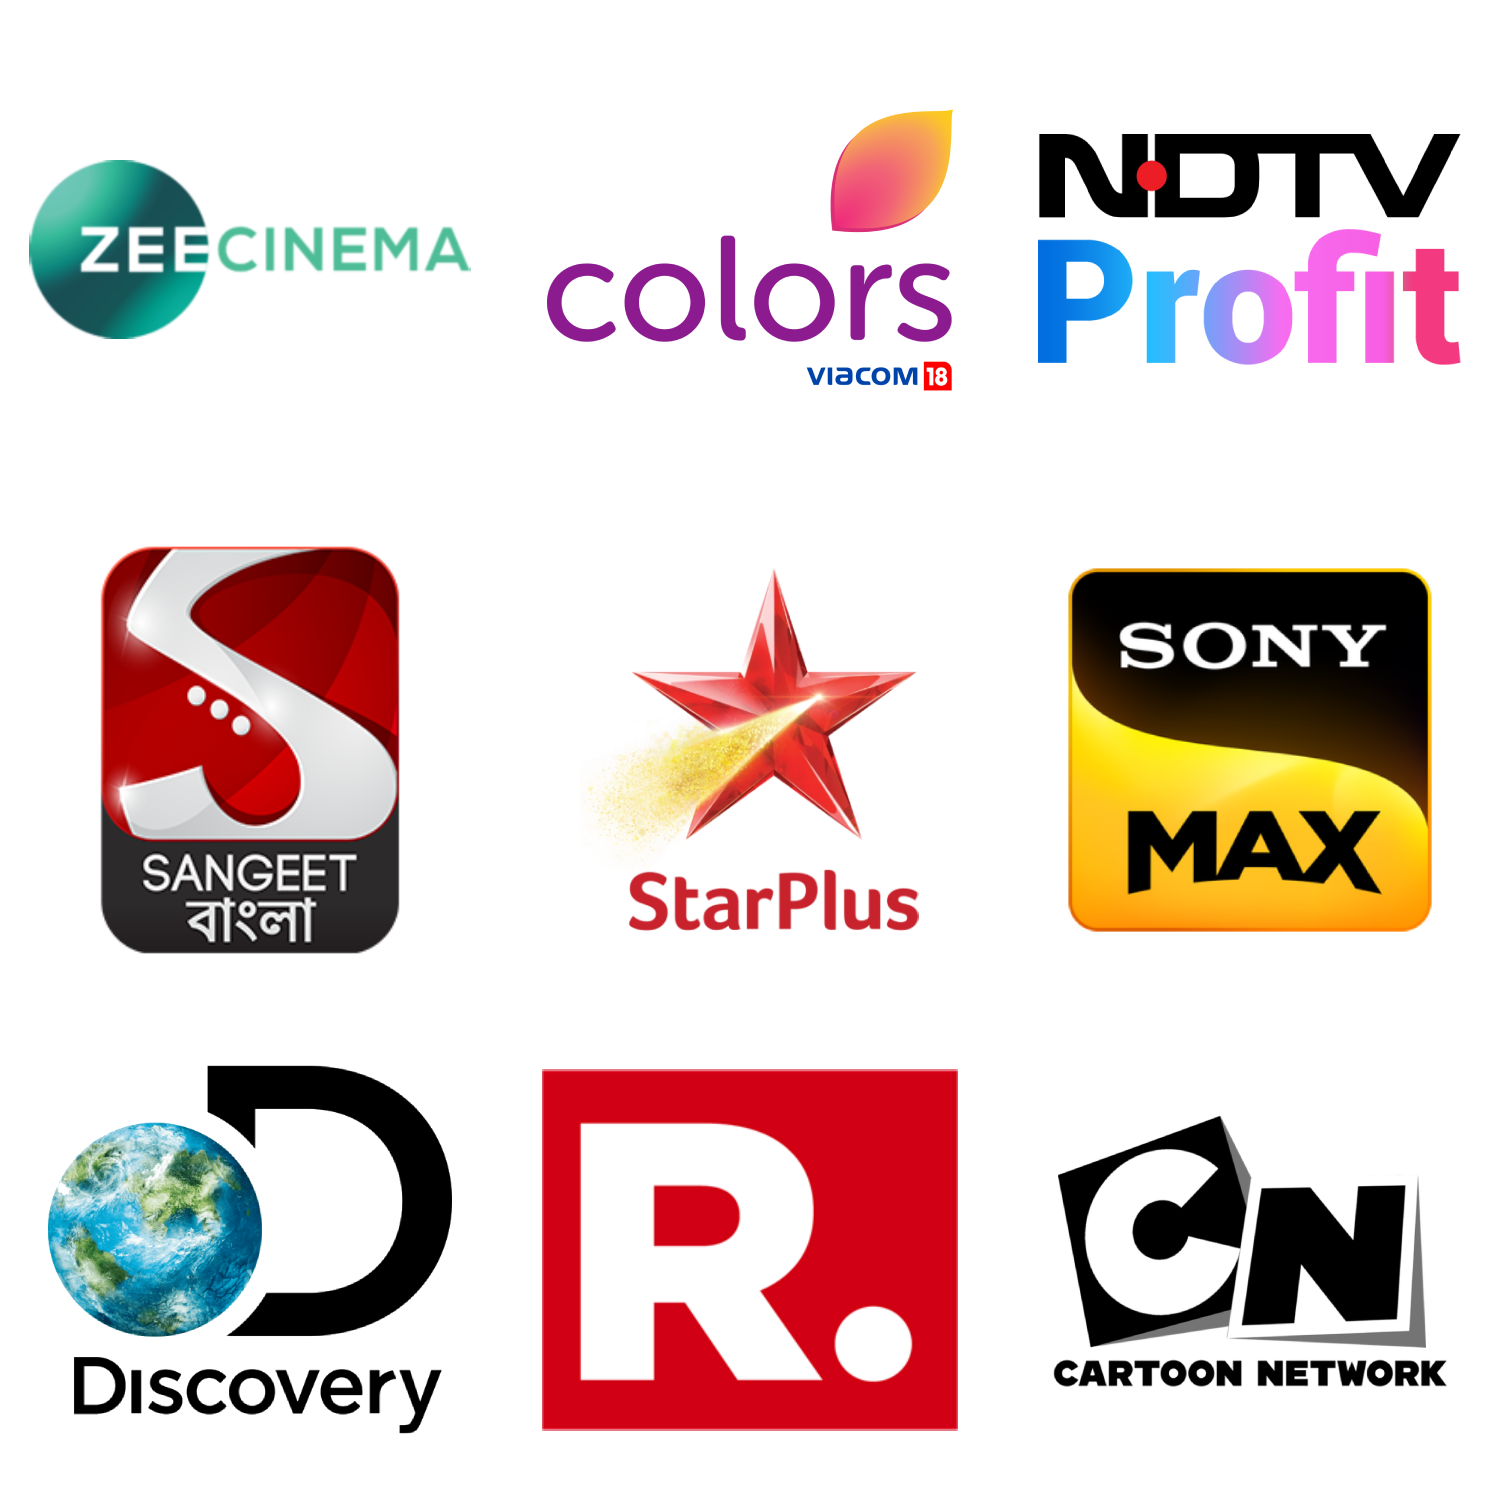 ZEECINEMA
colors
VIACOM 18
NDTV
Profit
SANGEET
বাংলা
StarPlus
SONY
MAX
Discovery
R.
CN
CARTOON NETWORK